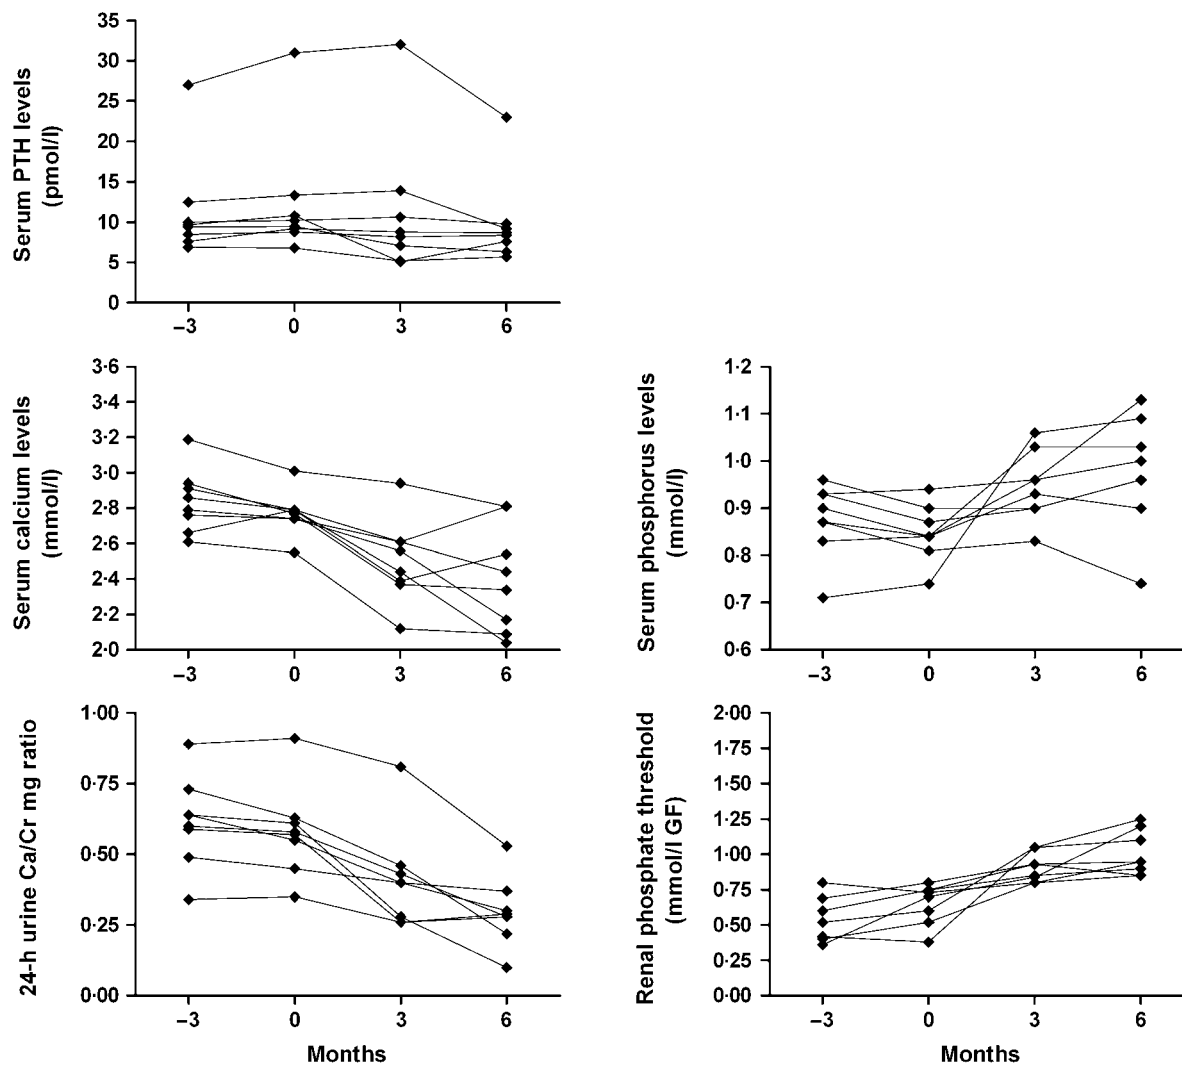 Serum PTH levels
(pmol/l)
35
30
25
20
15
10
5
0
–3 0 3 6
Serum calcium levels
(mmol/l)
3·6
3·4
3·2
3·0
2·8
2·6
2·4
2·2
2·0
–3 0 3 6
Serum phosphorus levels
(mmol/l)
1·2
1·1
1·0
0·9
0·8
0·7
0·6
–3 0 3 6
24-h urine Ca/Cr mg ratio
1·00
0·75
0·50
0·25
0·00
–3 0 3 6
Months
Renal phosphate threshold
(mmol/l GF)
2·00
1·75
1·50
1·25
1·00
0·75
0·50
0·25
0·00
–3 0 3 6
Months